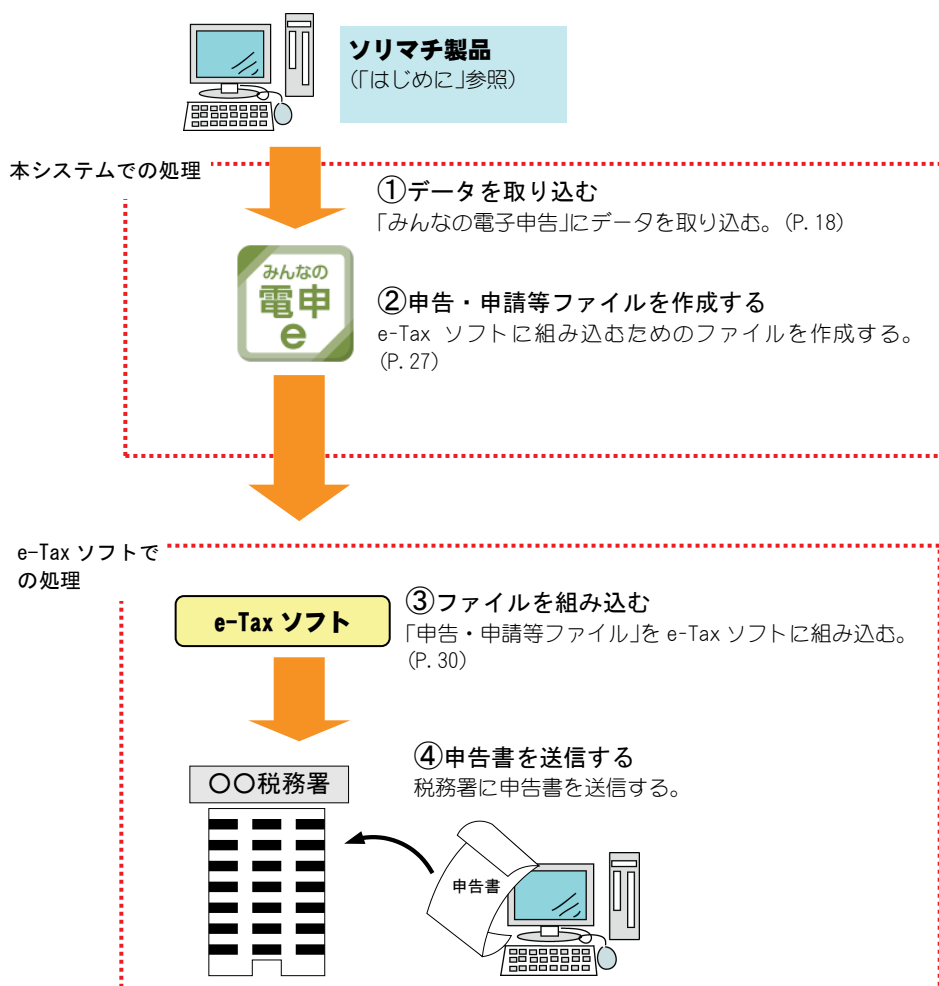 ソリマチ製品
(「はじめに」参照)
本システムでの処理
①データを取り込む
「みんなの電子申告」にデータを取り込む。(P.18)
みんなの
電申
e
②申告・申請等ファイルを作成する
e-Tax ソフトに組み込むためのファイルを作成する。
(P.27)
e-Tax ソフトで
の処理
e-Tax ソフト
③ファイルを組み込む
「申告・申請等ファイル」を e-Tax ソフトに組み込む。
(P.30)
④申告書を送信する
税務署に申告書を送信する。
〇〇税務署
申告書